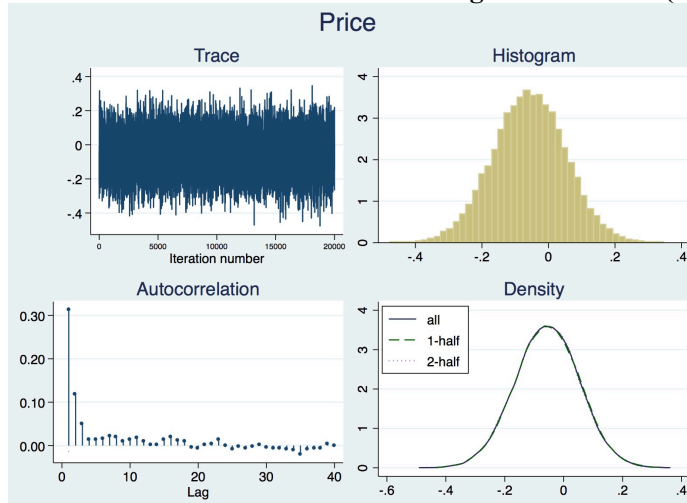 Price
Trace
.4
.2
0
-.2
-.4
0 5000 10000 15000 20000
Iteration number
Histogram
4
3
2
1
0
-.4 -.2 0 .2 .4
Autocorrelation
0.30
0.20
0.10
0.00
0 10 20 30 40
Lag
Density
4
3
2
1
0
all
1-half
2-half
-.6 -.4 -.2 0 .2 .4